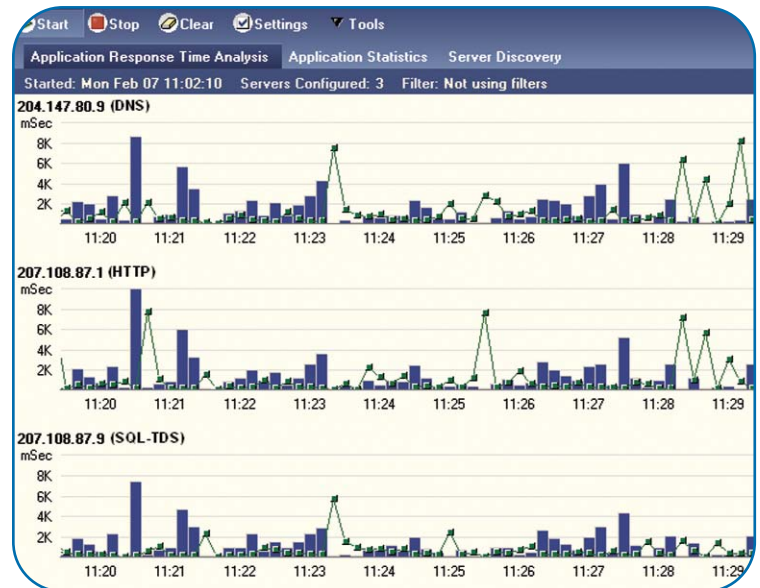 Start Stop Clear Settings Tools
Application Response Time Analysis Application Statistics Server Discovery
Started: Mon Feb 07 11:02:10 Servers Configured: 3 Filter: Not using filters
204.147.80.9 (DNS)
mSec
8K
6K
4K
2K
11:20 11:21 11:22 11:23 11:24 11:25 11:26 11:27 11:28 11:29
207.108.87.1 (HTTP)
mSec
8K
6K
4K
2K
11:20 11:21 11:22 11:23 11:24 11:25 11:26 11:27 11:28 11:29
207.108.87.9 (SQL-TDS)
mSec
8K
6K
4K
2K
11:20 11:21 11:22 11:23 11:24 11:25 11:26 11:27 11:28 11:29